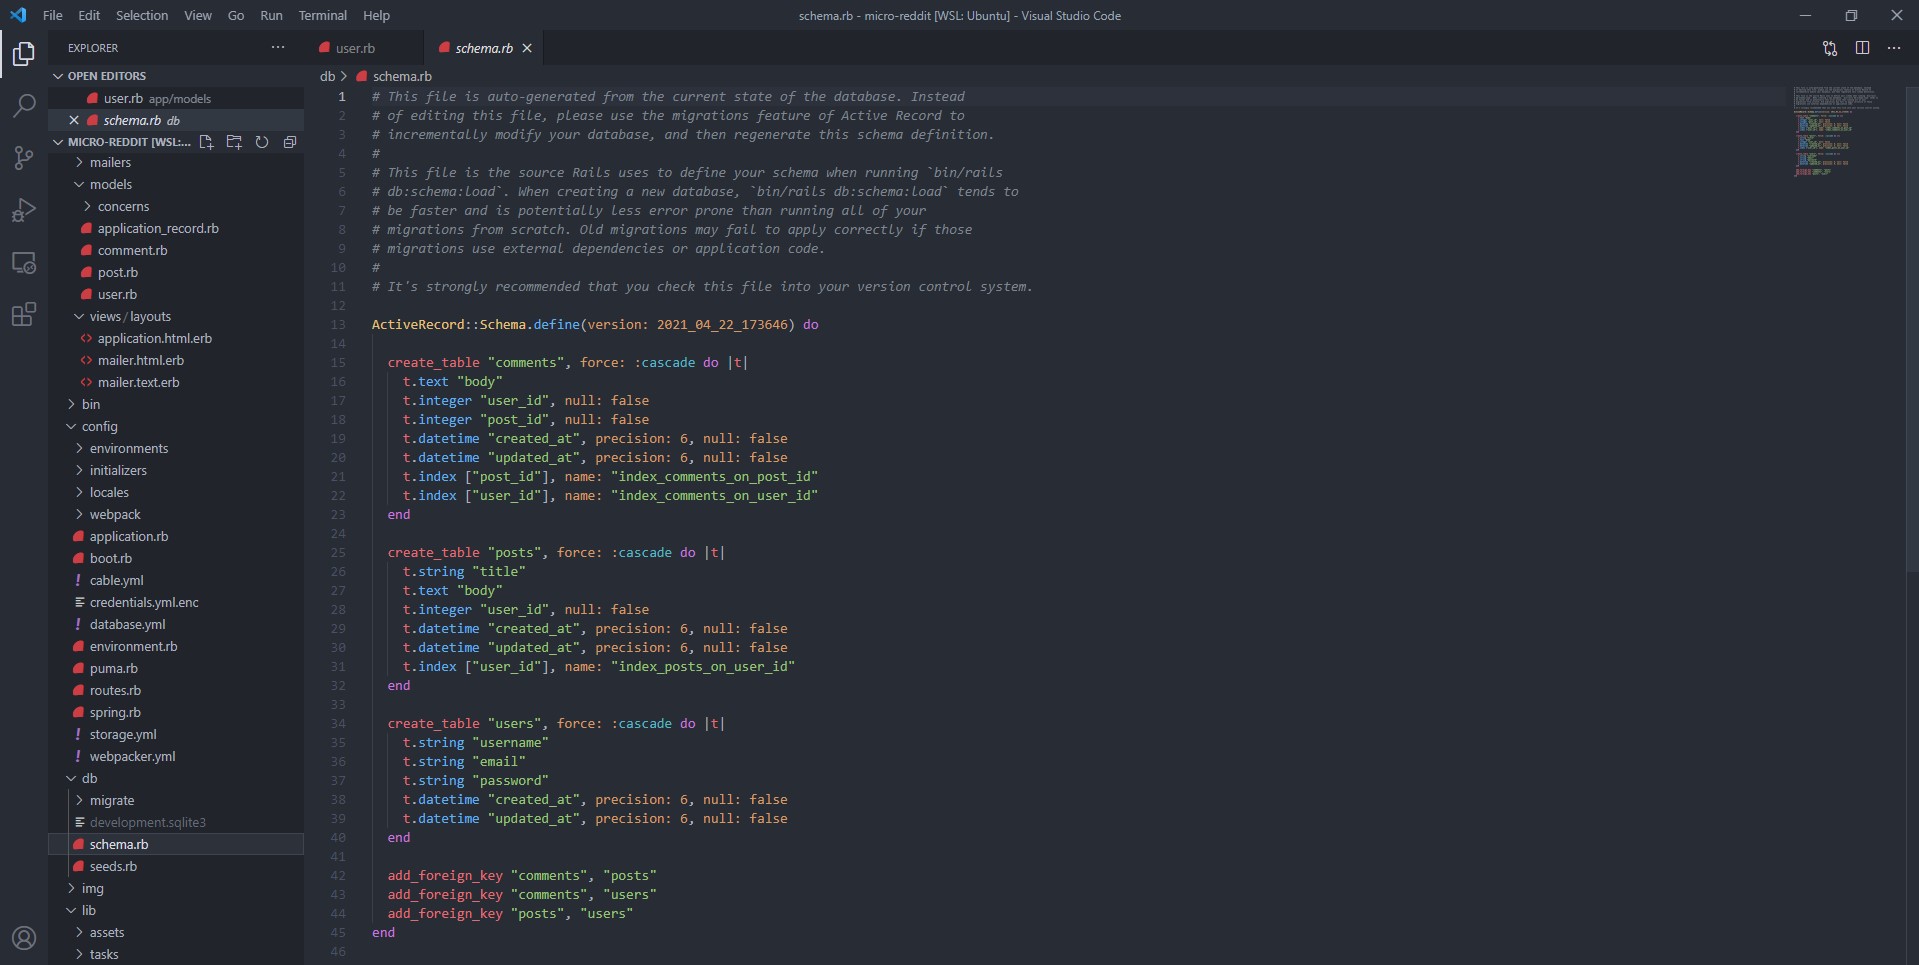 File Edit Selection View Go Run Terminal Help
schema.rb - micro-reddit [WSL: Ubuntu] - Visual Studio Code
EXPLORER
OPEN EDITORS
user.rb app/models
schema.rb db
MICRO-REDDIT [WSL:...
mailers
models
concerns
application_record.rb
comment.rb
post.rb
user.rb
views/layouts
application.html.erb
mailer.html.erb
mailer.text.erb
bin
config
environments
initializers
locales
webpack
application.rb
boot.rb
cable.yml
credentials.yml.enc
database.yml
environment.rb
puma.rb
routes.rb
spring.rb
storage.yml
webpacker.yml
db
migrate
development.sqlite3
schema.rb
seeds.rb
img
lib
assets
tasks
user.rb
schema.rb
db > schema.rb
1 # This file is auto-generated from the current state of the database. Instead
2 # of editing this file, please use the migrations feature of Active Record to
3 # incrementally modify your database, and then regenerate this schema definition.
4 #
5 # This file is the source Rails uses to define your schema when running `bin/rails
6 # db:schema:load`. When creating a new database, `bin/rails db:schema:load` tends to
7 # be faster and is potentially less error prone than running all of your
8 # migrations from scratch. Old migrations may fail to apply correctly if those
9 # migrations use external dependencies or application code.
10 #
11 # It's strongly recommended that you check this file into your version control system.
12
13 ActiveRecord::Schema.define(version: 2021_04_22_173646) do
14
15   create_table "comments", force: :cascade do |t|
16     t.text "body"
17     t.integer "user_id", null: false
18     t.integer "post_id", null: false
19     t.datetime "created_at", precision: 6, null: false
20     t.datetime "updated_at", precision: 6, null: false
21     t.index ["post_id"], name: "index_comments_on_post_id"
22     t.index ["user_id"], name: "index_comments_on_user_id"
23   end
24
25   create_table "posts", force: :cascade do |t|
26     t.string "title"
27     t.text "body"
28     t.integer "user_id", null: false
29     t.datetime "created_at", precision: 6, null: false
30     t.datetime "updated_at", precision: 6, null: false
31     t.index ["user_id"], name: "index_posts_on_user_id"
32   end
33
34   create_table "users", force: :cascade do |t|
35     t.string "username"
36     t.string "email"
37     t.string "password"
38     t.datetime "created_at", precision: 6, null: false
39     t.datetime "updated_at", precision: 6, null: false
40   end
41
42   add_foreign_key "comments", "posts"
43   add_foreign_key "comments", "users"
44   add_foreign_key "posts", "users"
45 end
46